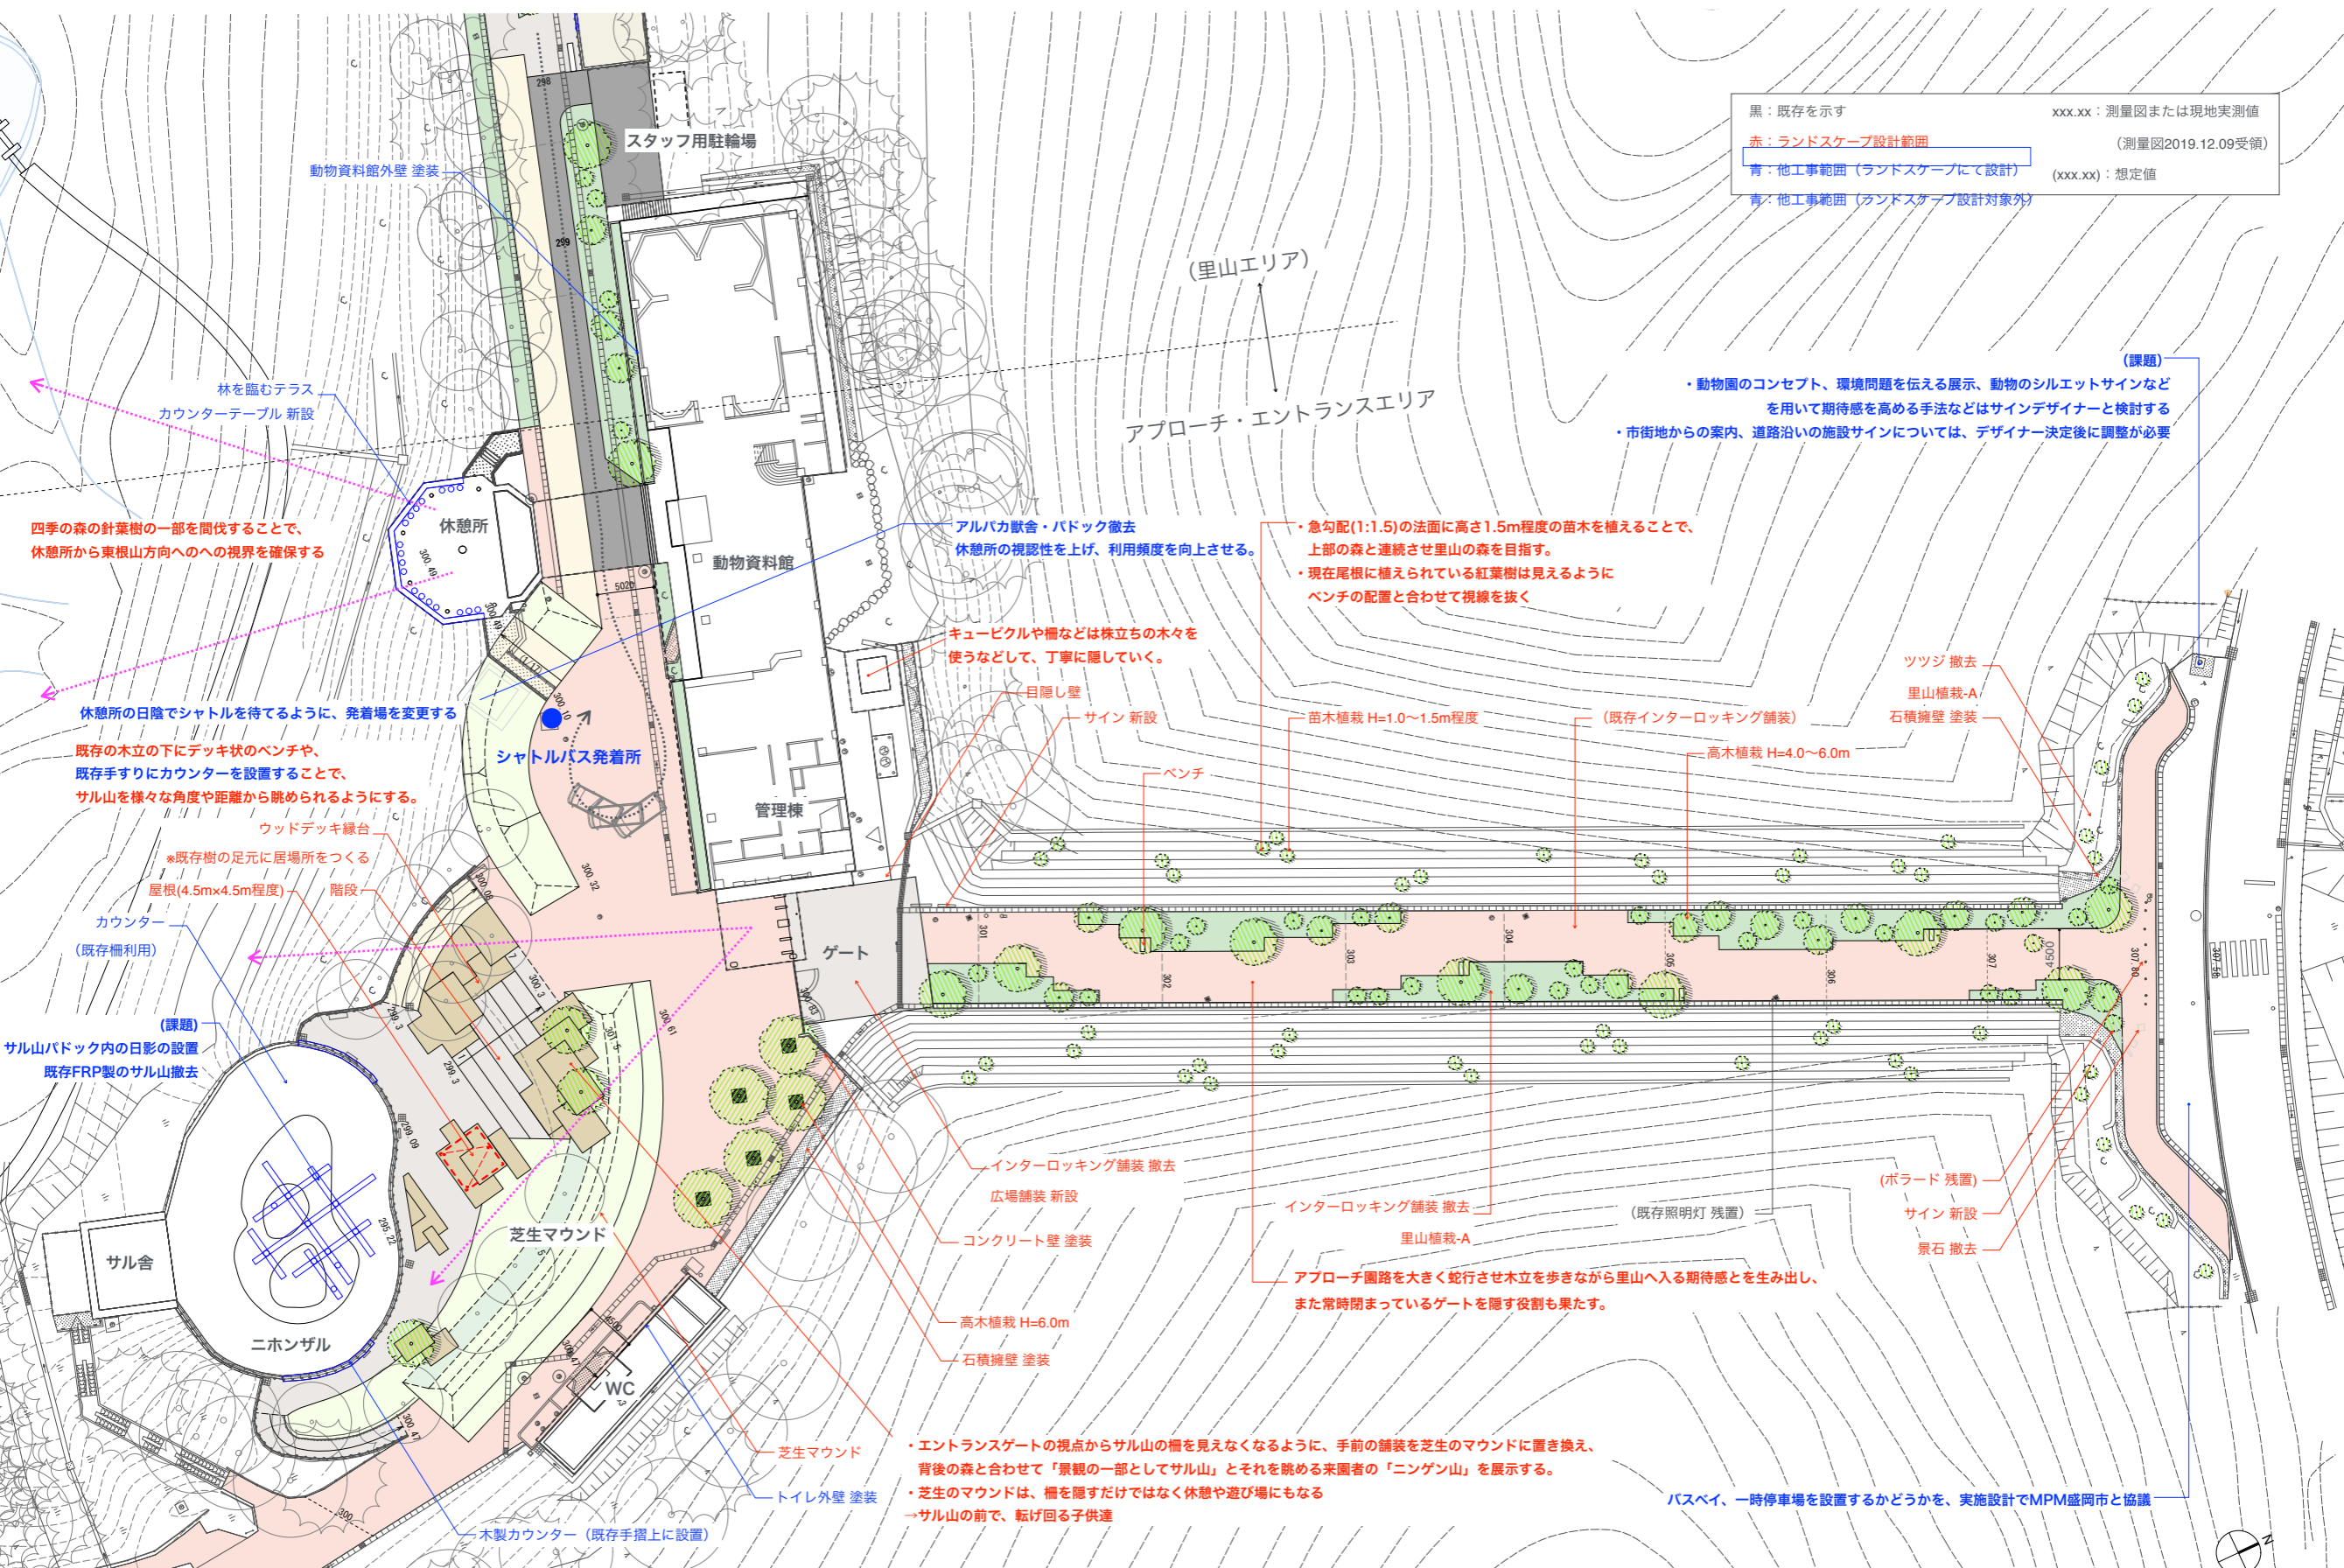 黒：既存を示す
赤：ランドスケープ設計範囲
青：他工事範囲（ランドスケープにて設計）
青：他工事範囲（ランドスケープ設計対象外）
xxx.xx：測量図または現地実測値
（測量図2019.12.09受領）
(xxx.xx)：想定値
298
スタッフ用駐輪場
動物資料館外壁 塗装
299
（里山エリア）
アプローチ・エントランスエリア
(課題)
・動物園のコンセプト、環境問題を伝える展示、動物のシルエットサインなど
を用いて期待感を高める手法などはサインデザイナーと検討する
・市街地からの案内、道路沿いの施設サインについては、デザイナー決定後に調整が必要
林を臨むテラス
カウンターテーブル 新設
四季の森の針葉樹の一部を間伐することで、
休憩所から東根山方向へのへの視界を確保する
休憩所
300.49
動物資料館
5020
アルパカ獣舎・パドック撤去
休憩所の視認性を上げ、利用頻度を向上させる。
・急勾配(1:1.5)の法面に高さ1.5m程度の苗木を植えることで、
上部の森と連続させ里山の森を目指す。
・現在尾根に植えられている紅葉樹は見えるように
ベンチの配置と合わせて視線を抜く
キュービクルや柵などは株立ちの木々を
使うなどして、丁寧に隠していく。
目隠し壁
サイン 新設
苗木植栽 H=1.0〜1.5m程度
（既存インターロッキング舗装）
高木植栽 H=4.0〜6.0m
ベンチ
ツツジ 撤去
里山植栽-A
石積擁壁 塗装
300.10
休憩所の日陰でシャトルを待てるように、発着場を変更する
シャトルバス発着所
既存の木立の下にデッキ状のベンチや、
既存手すりにカウンターを設置することで、
サル山を様々な角度や距離から眺められるようにする。
管理棟
ウッドデッキ縁台
※既存樹の足元に居場所をつくる
屋根(4.5m×4.5m程度)
階段
カウンター
（既存柵利用）
300.32
300.08
ゲート
301
302
303
304
305
306
307
4500
307.80
307.58
300.3
299.3
299.3
301.5
300.61
300.63
(課題)
サル山パドック内の日影の設置
既存FRP製のサル山撤去
299.09
295.22
サル舎
ニホンザル
芝生マウンド
WC
4500
300.47
300
インターロッキング舗装 撤去
広場舗装 新設
コンクリート壁 塗装
高木植栽 H=6.0m
石積擁壁 塗装
インターロッキング舗装 撤去
里山植栽-A
（既存照明灯 残置）
(ボラード 残置)
サイン 新設
景石 撤去
アプローチ園路を大きく蛇行させ木立を歩きながら里山へ入る期待感とを生み出し、
また常時閉まっているゲートを隠す役割も果たす。
芝生マウンド
トイレ外壁 塗装
木製カウンター（既存手摺上に設置）
・エントランスゲートの視点からサル山の柵を見えなくなるように、手前の舗装を芝生のマウンドに置き換え、
背後の森と合わせて「景観の一部としてサル山」とそれを眺める来園者の「ニンゲン山」を展示する。
・芝生のマウンドは、柵を隠すだけではなく休憩や遊び場にもなる
→サル山の前で、転げ回る子供達
バスベイ、一時停車場を設置するかどうかを、実施設計でMPM盛岡市と協議
N